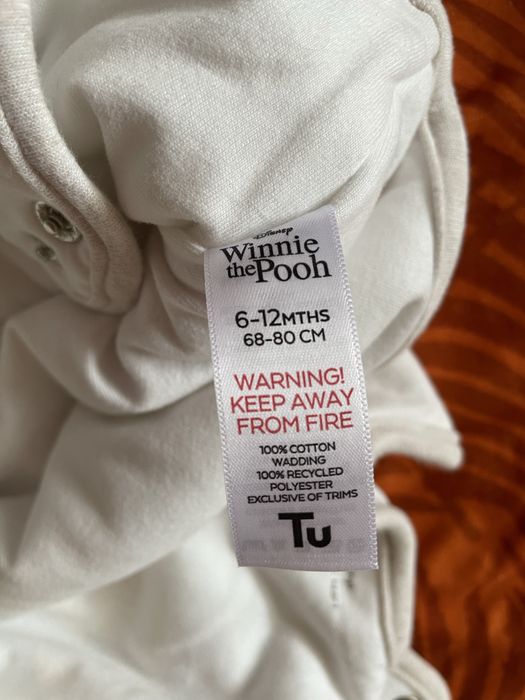 Disney
Winnie
the Pooh
6-12MTHS
68-80 CM
WARNING!
KEEP AWAY
FROM FIRE
100% COTTON
WADDING
100% RECYCLED
POLYESTER
EXCLUSIVE OF TRIMS
Tu